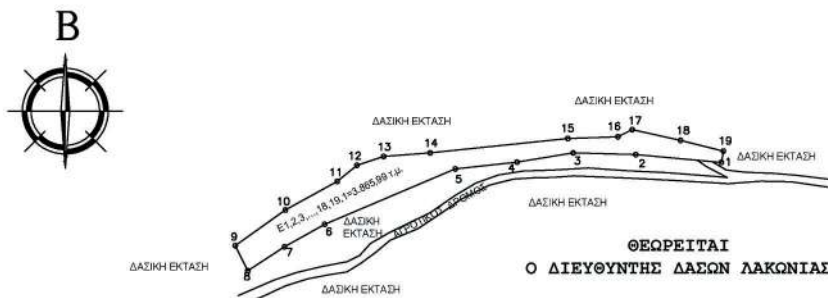 Β
ΔΑΣΙΚΗ ΕΚΤΑΣΗ
ΔΑΣΙΚΗ ΕΚΤΑΣΗ
17
16
15
18
19
14
13
12
11
10
9
8
7
6
5
4
3
2
1
ΔΑΣΙΚΗ ΕΚΤΑΣΗ
Ε1,2,3,...,18,19,1=3.865,99 τ.μ.
ΔΑΣΙΚΗ
ΕΚΤΑΣΗ
ΑΓΡΟΤΙΚΟΣ ΔΡΟΜΟΣ
ΔΑΣΙΚΗ ΕΚΤΑΣΗ
ΔΑΣΙΚΗ ΕΚΤΑΣΗ
ΔΑΣΙΚΗ ΕΚΤΑΣΗ
ΘΕΩΡΕΙΤΑΙ
Ο ΔΙΕΥΘΥΝΤΗΣ ΔΑΣΩΝ ΛΑΚΩΝΙΑΣ